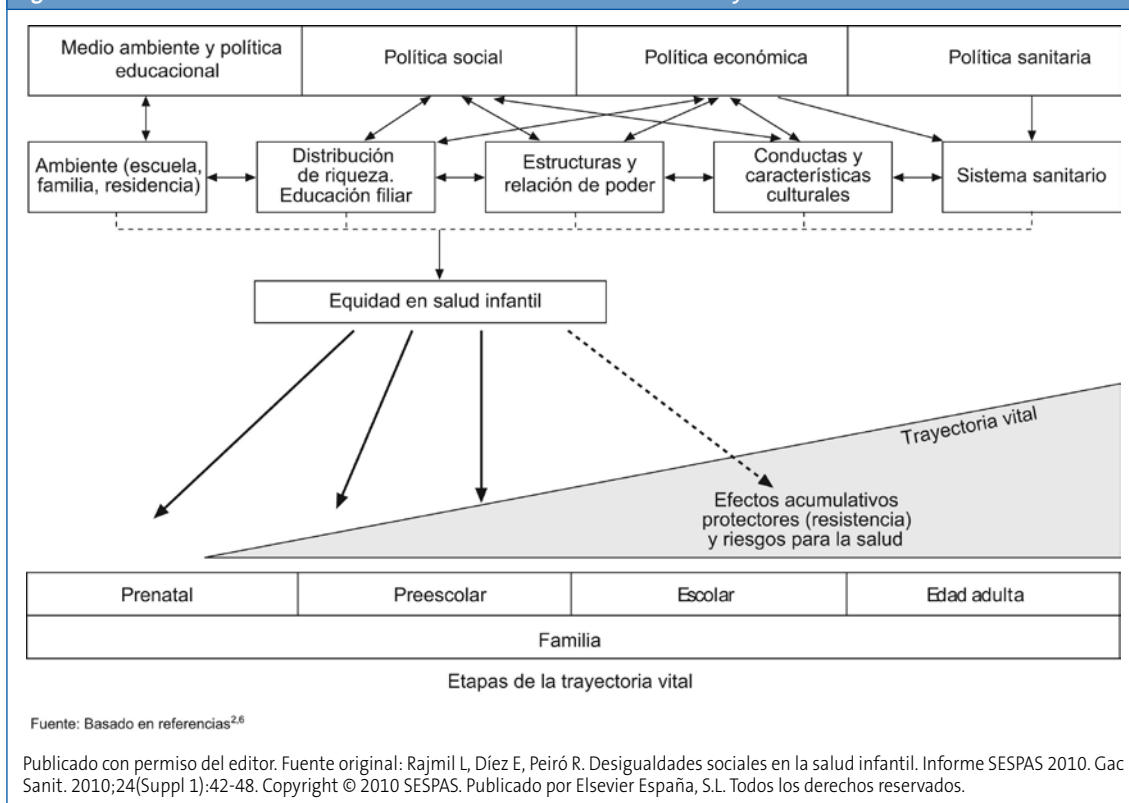 Medio ambiente y política
educacional
Política social
Política económica
Política sanitaria
Ambiente (escuela,
familia, residencia)
Distribución
de riqueza.
Educación filiar
Estructuras y
relación de poder
Conductas y
características
culturales
Sistema sanitario
Equidad en salud infantil
Trayectoria vital
Efectos acumulativos
protectores (resistencia)
y riesgos para la salud
Prenatal
Preescolar
Escolar
Edad adulta
Familia
Etapas de la trayectoria vital
Fuente: Basado en referencias2,6
Publicado con permiso del editor. Fuente original: Rajmil L, Díez E, Peiró R. Desigualdades sociales en la salud infantil. Informe SESPAS 2010. Gac
Sanit. 2010;24(Suppl 1):42-48. Copyright © 2010 SESPAS. Publicado por Elsevier España, S.L. Todos los derechos reservados.